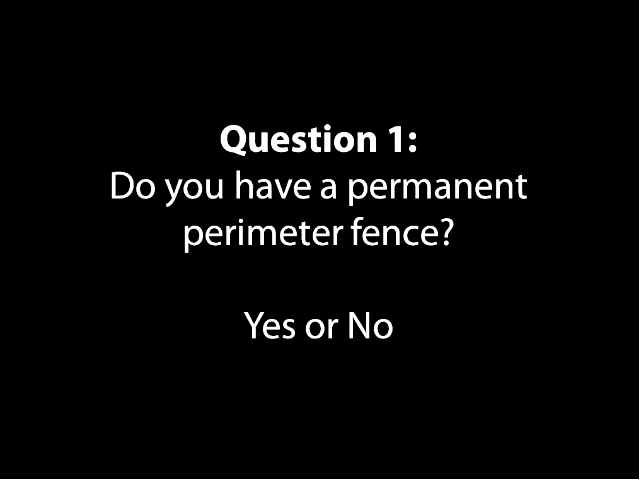 Question 1:
Do you have a permanent
perimeter fence?
Yes or No